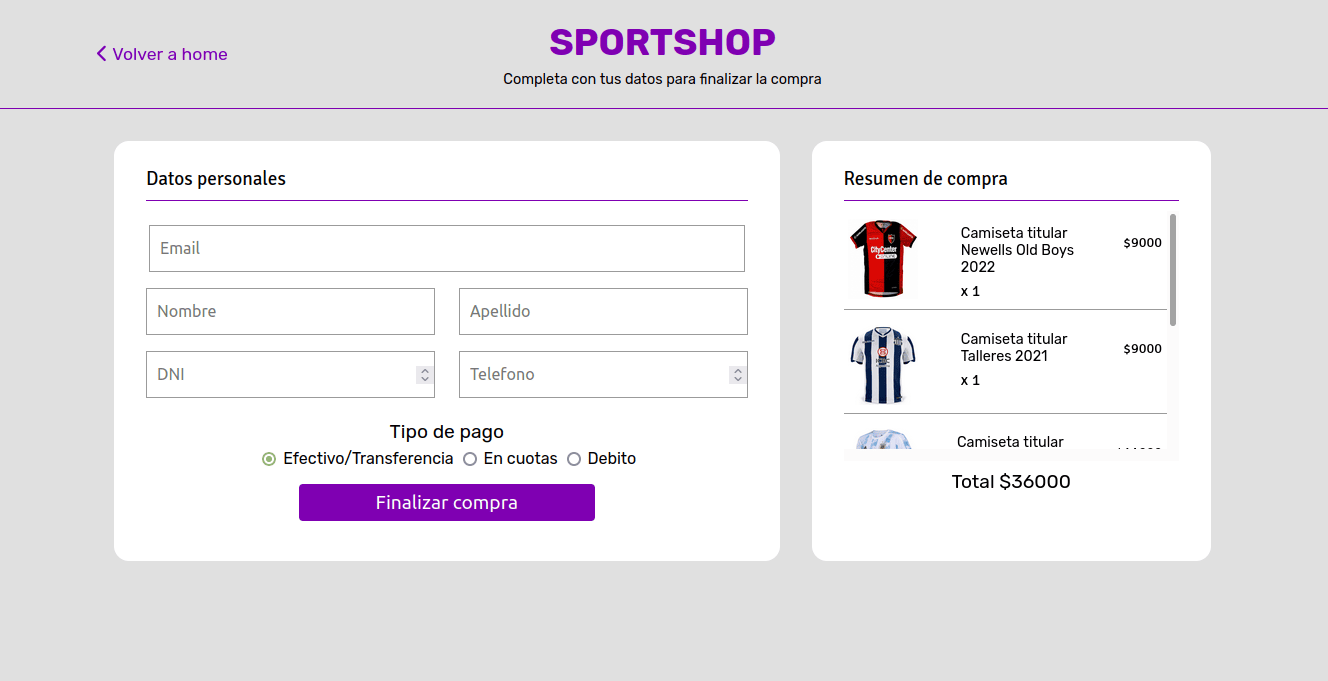 Volver a home
SPORTSHOP
Completa con tus datos para finalizar la compra
Datos personales
Email
Nombre
Apellido
DNI
Telefono
Tipo de pago
Efectivo/Transferencia
En cuotas
Debito
Finalizar compra
Resumen de compra
CityCenter
Camiseta titular
Newells Old Boys
2022
x 1
$9000
Camiseta titular
Talleres 2021
x 1
$9000
Camiseta titular
Total $36000